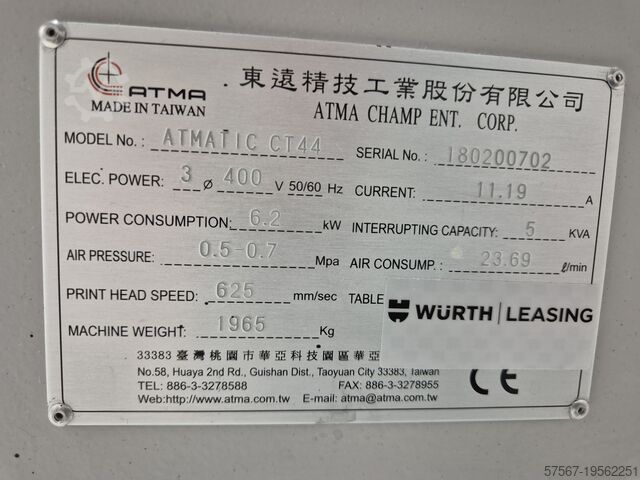 ATMA
東遠精技工業股份有限公司
MADE IN TAIWAN
ATMA CHAMP ENT. CORP.
MODEL No.: ATMATIC CT44 SERIAL No.: 180200702
ELEC. POWER: 3 ø 400 V 50/60 Hz CURRENT: 11.19 A
POWER CONSUMPTION: 6.2 kW INTERRUPTING CAPACITY: 5 KVA
AIR PRESSURE: 0.5-0.7 Mpa AIR CONSUMP.: 23.69 ℓ/min
PRINT HEAD SPEED: 625 mm/sec TABLE
WÜRTH | LEASING
MACHINE WEIGHT: 1965 Kg
33383 臺灣桃園市華亞科技園區華亞
No.58, Huaya 2nd Rd., Guishan Dist., Taoyuan City 33383, Taiwan
TEL: 886-3-3278588 FAX: 886-3-3278955
Web:http://www.atma.com.tw E-mail: atma@atma.com.tw
CE
57567-19562251